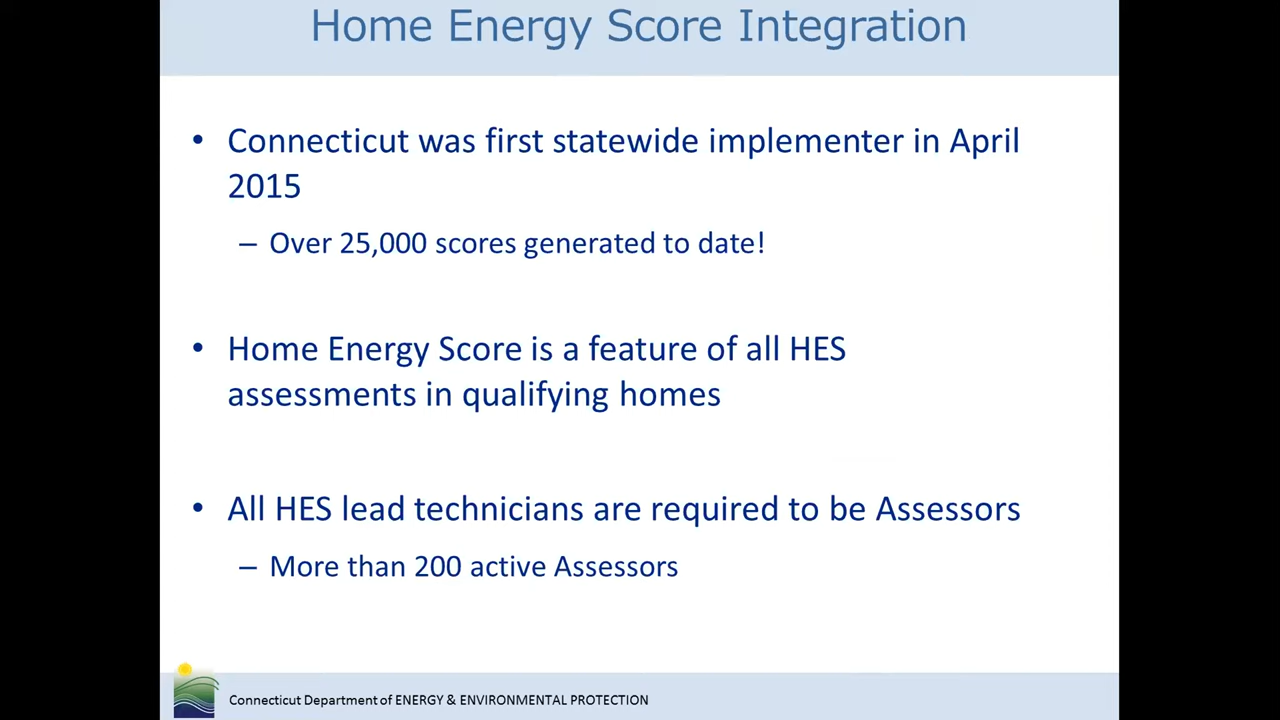 Home Energy Score Integration
• Connecticut was first statewide implementer in April
2015
– Over 25,000 scores generated to date!
• Home Energy Score is a feature of all HES
assessments in qualifying homes
• All HES lead technicians are required to be Assessors
– More than 200 active Assessors
Connecticut Department of ENERGY & ENVIRONMENTAL PROTECTION